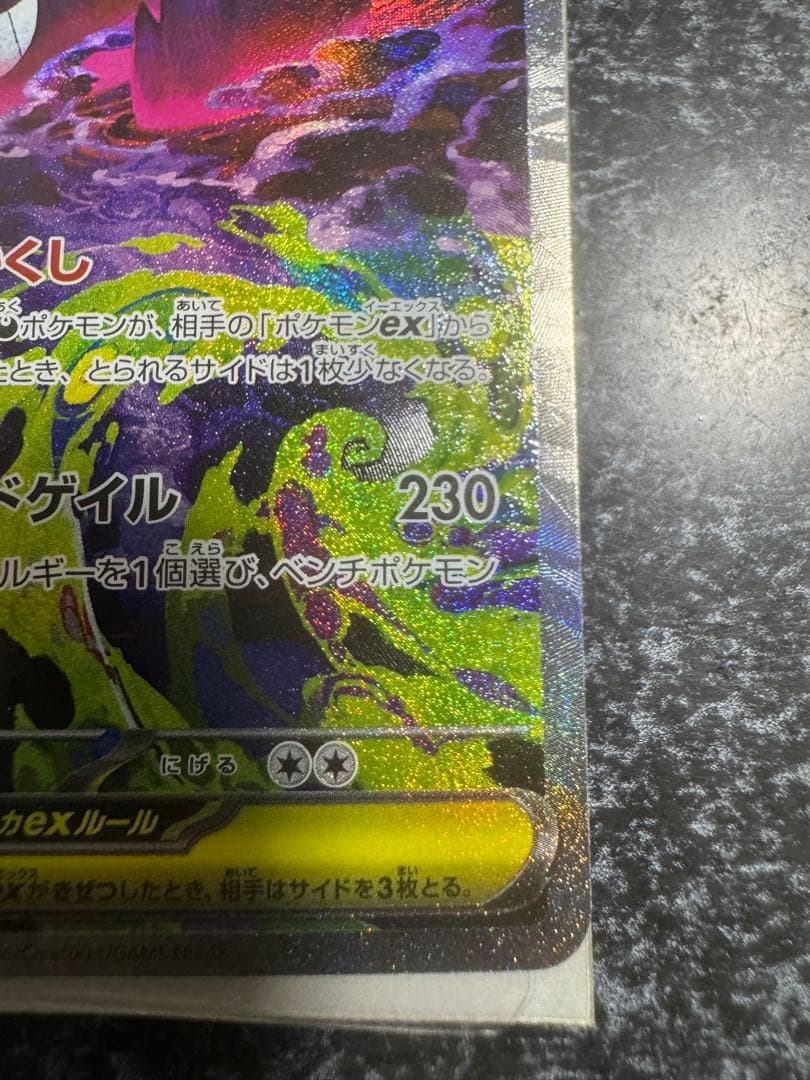 くし
ポケモンが、相手の「ポケモンex」から
たとき、とられるサイドは1枚少なくなる。
ドゲイル 230
ルギーを1個選び、ベンチポケモン
にげる
exルール
exがきぜつしたとき、相手はサイドを3枚とる。